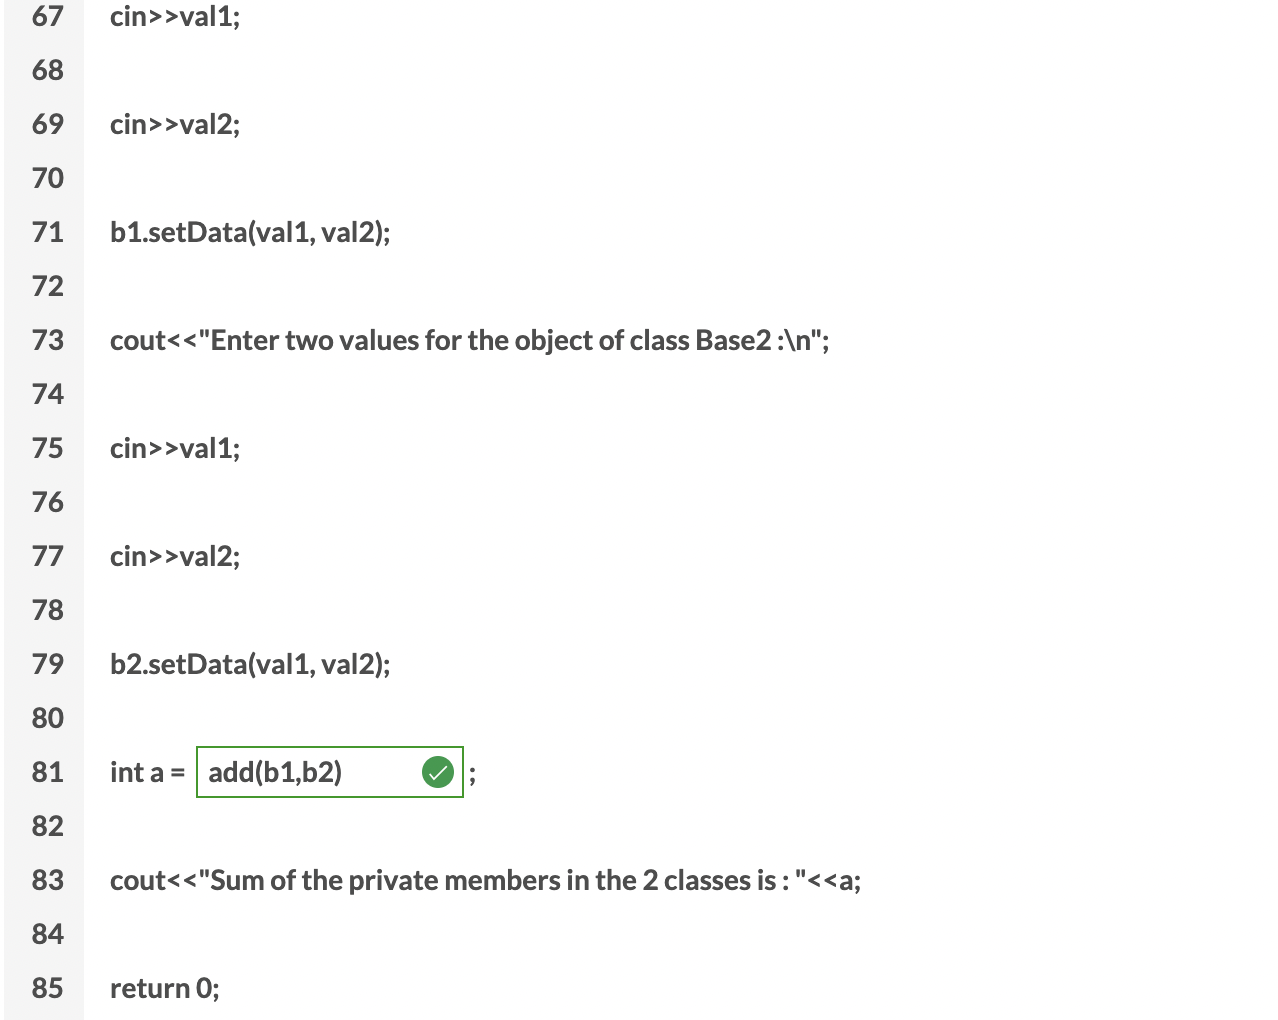 67 cin>>val1;
68
69 cin>>val2;
70
71 b1.setData(val1, val2);
72
73 cout<<"Enter two values for the object of class Base2 :\n";
74
75 cin>>val1;
76
77 cin>>val2;
78
79 b2.setData(val1, val2);
80
81 int a = add(b1,b2) ;
82
83 cout<<"Sum of the private members in the 2 classes is : "<<a;
84
85 return 0;